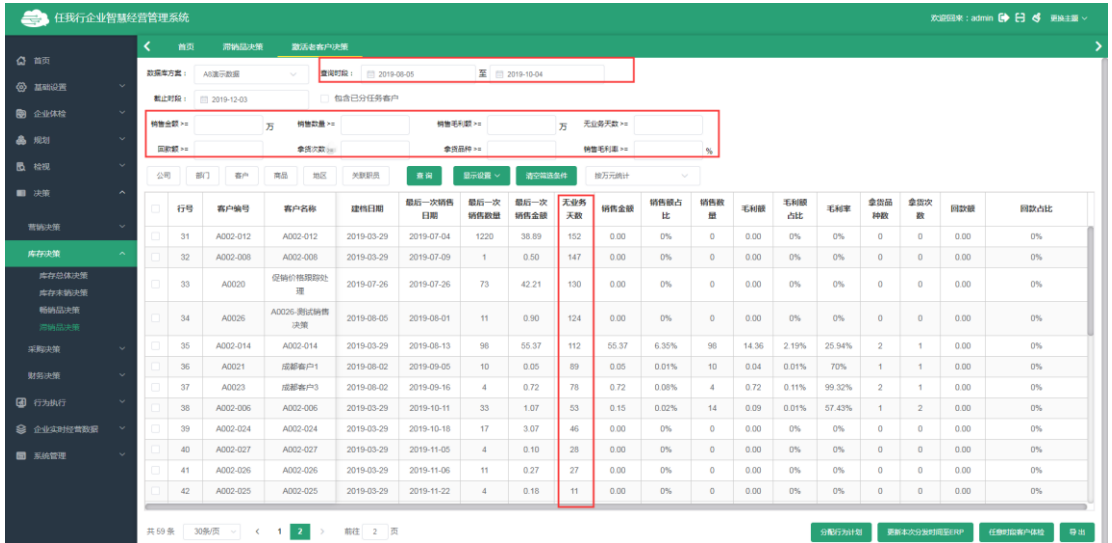 任我行企业智慧经营管理系统
欢迎回来：admin
更换主题
首页
滞销品决策
激活老客户决策
首页
基础设置
企业体检
规划
检视
决策
营销决策
库存决策
库存总体决策
库存未销决策
畅销品决策
滞销品决策
采购决策
财务决策
行为执行
企业实时经营数据
系统管理
数据库方案： A8演示数据
查询时段： 2019-08-05 至 2019-10-04
截止时段： 2019-12-03
包含已分任务客户
销售金额 >= 万 销售数量 >= 销售毛利额 >= 万 无业务天数 >=
回款额 >= 拿货次数 >= 拿货品种 >= 销售毛利率 >= %
公司 部门 客户 商品 地区 关联职员 查询 显示设置 清空筛选条件 按万元统计
行号 客户编号 客户名称 建档日期 最后一次销售日期 最后一次销售数量 最后一次销售金额 无业务天数 销售金额 销售额占比 销售数量 毛利额 毛利额占比 毛利率 拿货品种数 拿货次数 回款额 回款占比
31 A002-012 A002-012 2019-03-29 2019-07-04 1220 38.89 152 0.00 0% 0 0.00 0% 0% 0 0 0.00 0%
32 A002-008 A002-008 2019-03-29 2019-07-09 1 0.50 147 0.00 0% 0 0.00 0% 0% 0 0 0.00 0%
33 A0020 促销价格跟踪处理 2019-07-26 2019-07-26 73 42.21 130 0.00 0% 0 0.00 0% 0% 0 0 0.00 0%
34 A0026 A0026-测试销售决策 2019-08-05 2019-08-01 11 0.90 124 0.00 0% 0 0.00 0% 0% 0 0 0.00 0%
35 A002-014 A002-014 2019-03-29 2019-08-13 98 55.37 112 55.37 6.35% 98 14.36 2.19% 25.94% 2 1 0.00 0%
36 A0021 成都客户1 2019-08-02 2019-09-05 10 0.05 89 0.05 0.01% 10 0.04 0.01% 70% 1 1 0.00 0%
37 A0023 成都客户3 2019-08-02 2019-09-16 4 0.72 78 0.72 0.08% 4 0.72 0.11% 99.32% 2 1 0.00 0%
38 A002-006 A002-006 2019-03-29 2019-10-11 33 1.07 53 0.15 0.02% 14 0.09 0.01% 57.43% 1 2 0.00 0%
39 A002-024 A002-024 2019-03-29 2019-10-18 17 3.07 46 0.00 0% 0 0.00 0% 0% 0 0 0.00 0%
40 A002-027 A002-027 2019-03-29 2019-11-05 4 0.10 28 0.00 0% 0 0.00 0% 0% 0 0 0.00 0%
41 A002-026 A002-026 2019-03-29 2019-11-06 11 0.27 27 0.00 0% 0 0.00 0% 0% 0 0 0.00 0%
42 A002-025 A002-025 2019-03-29 2019-11-22 4 0.18 11 0.00 0% 0 0.00 0% 0% 0 0 0.00 0%
共 59 条 30条/页 < 1 2 > 前往 2 页
分配行为计划 更新本次分派时间至ERP 任意时段客户体检 导出